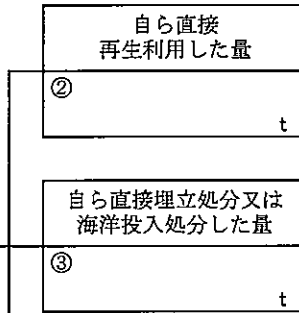 自ら直接
再生利用した量
②
t
自ら直接埋立処分又は
海洋投入処分した量
③
t